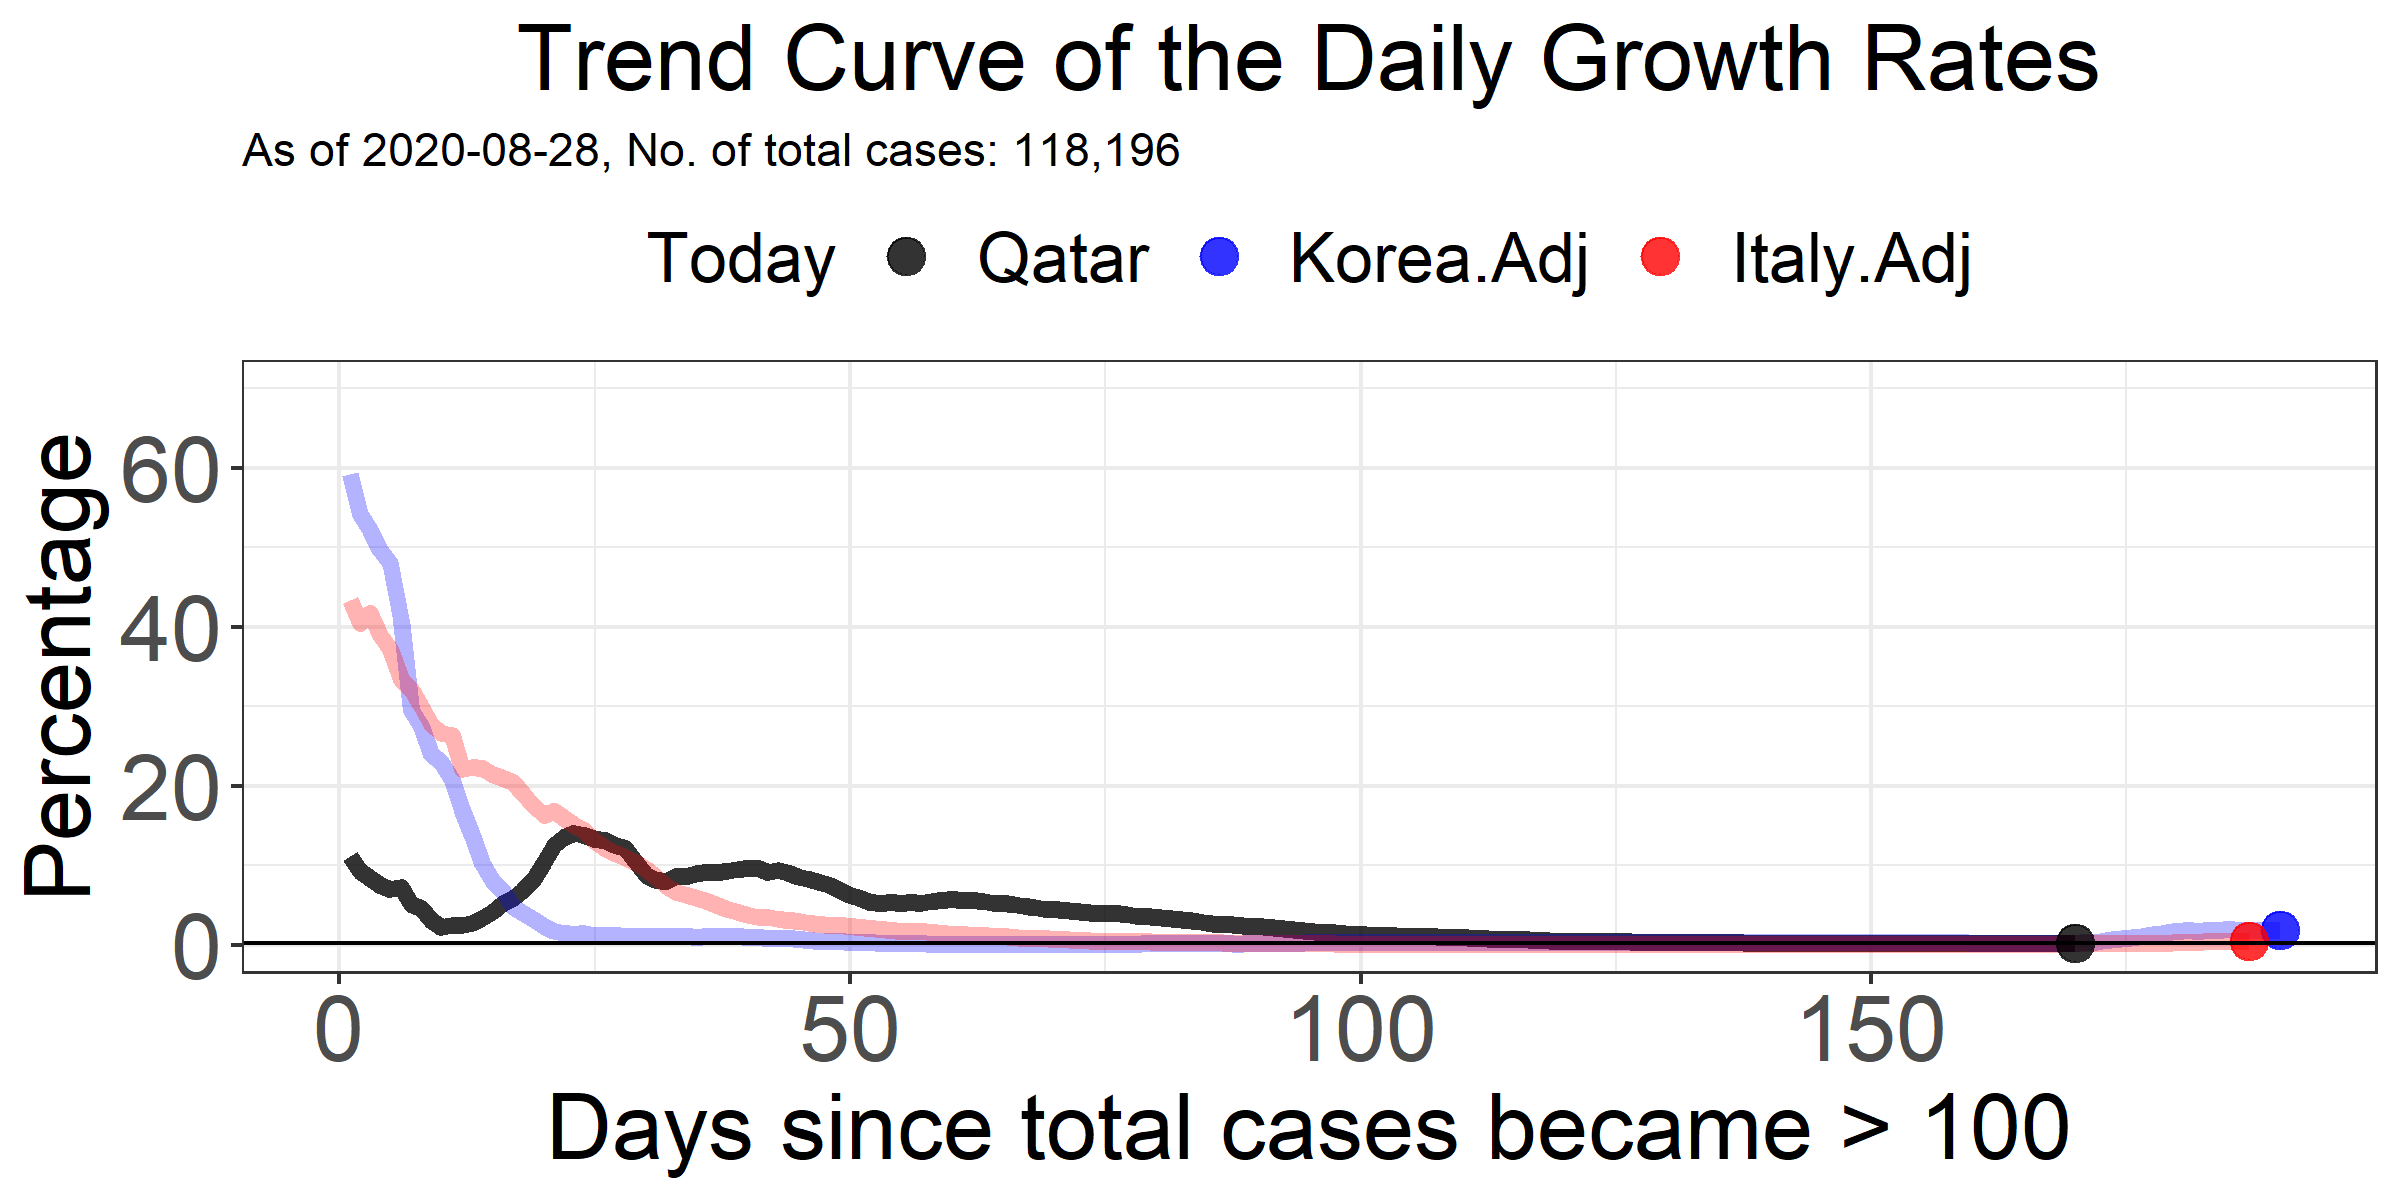 Trend Curve of the Daily Growth Rates
As of 2020-08-28, No. of total cases: 118,196
Today Qatar Korea.Adj Italy.Adj
Percentage
60
40
20
0
0 50 100 150
Days since total cases became > 100